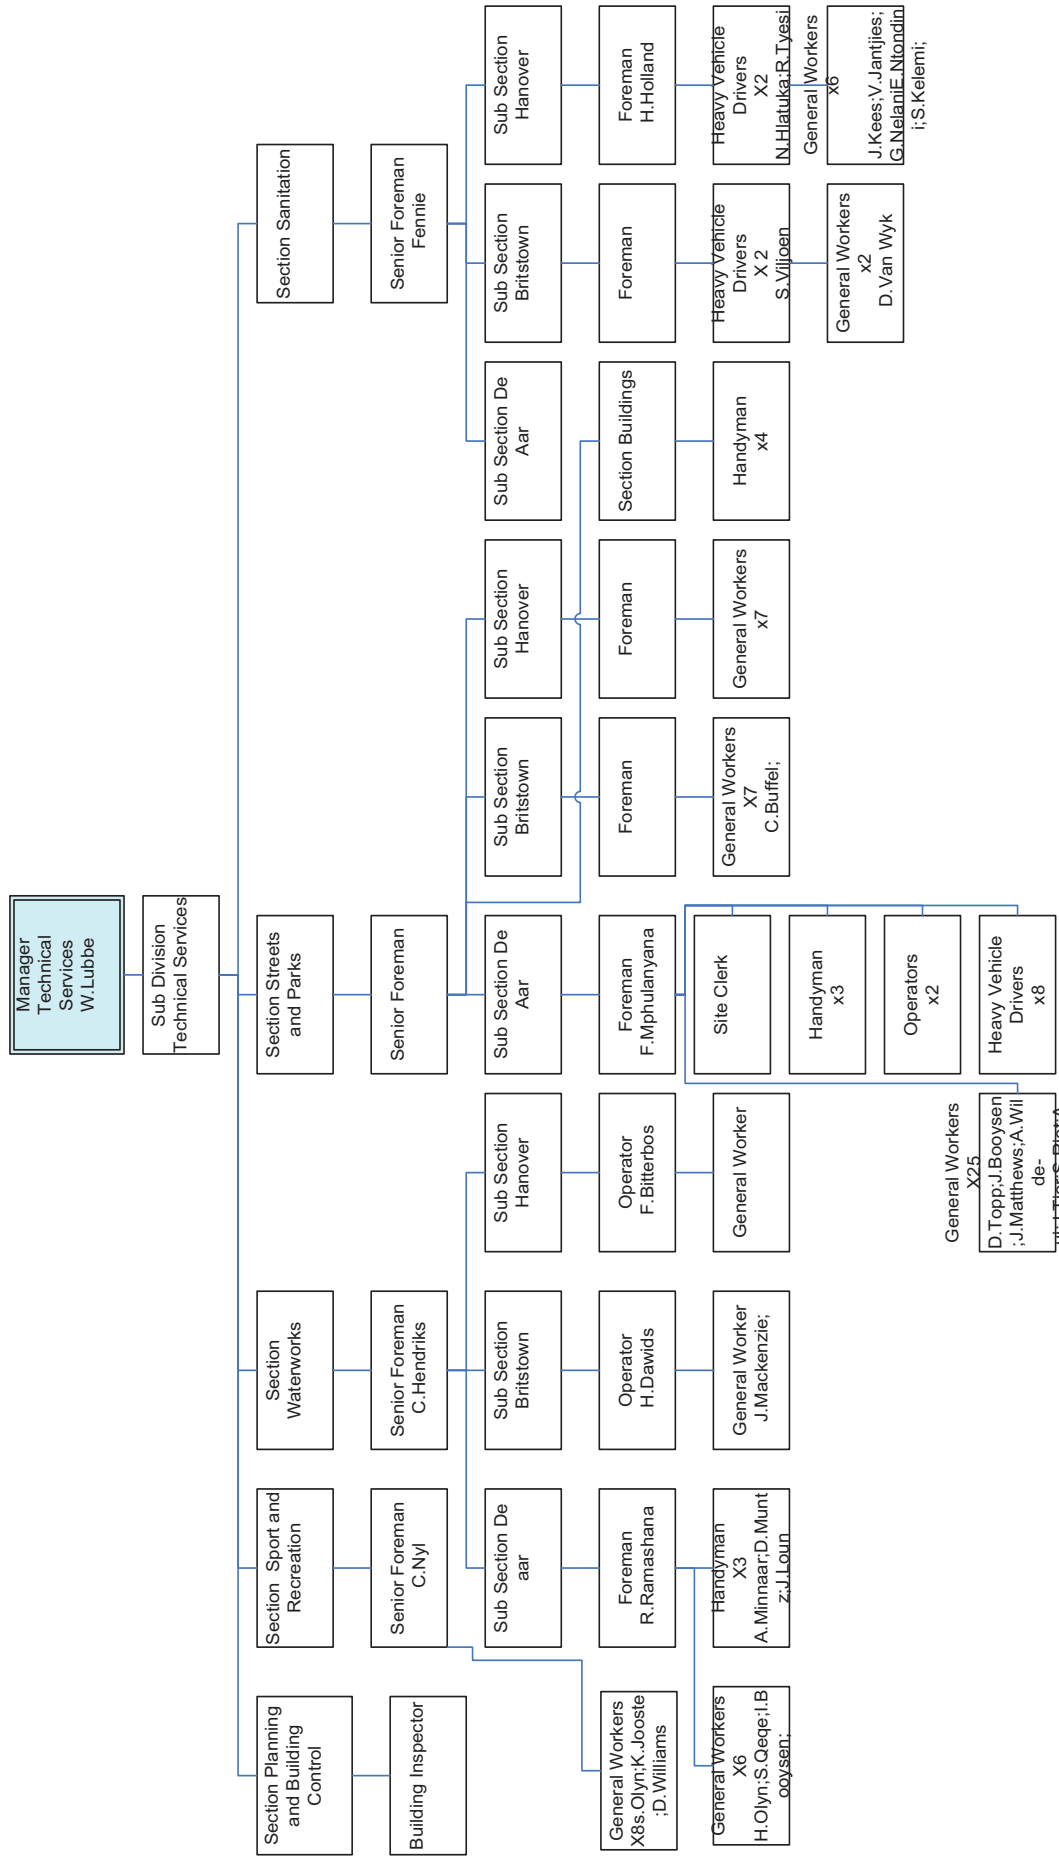 Manager
Technical
Services
W.Lubbe
Sub Division
Technical Services
Section Planning
and Building
Control
Section  Sport and
Recreation
Section
Waterworks
Section Streets
and Parks
Section Sanitation
Building Inspector
Senior Foreman
C.Nyl
Senior Foreman
C.Hendriks
Senior Foreman
Senior Foreman
Fennie
Sub Section De
aar
Sub Section
Britstown
Sub Section
Hanover
Sub Section De
Aar
Sub Section
Britstown
Sub Section
Hanover
Sub Section De
Aar
Sub Section
Britstown
Sub Section
Hanover
General Workers
X8s.Olyn;K.Jooste
;D.Williams
Foreman
R.Ramashana
Operator
H.Dawids
Operator
F.Bitterbos
Foreman
F.Mphulanyana
Foreman
Foreman
Section Buildings
Foreman
Foreman
H.Holland
General Workers
X6
H.Olyn;S.Qeqe;I.B
ooysen;
Handyman
X3
A.Minnaar;D.Munt
z;J.Loun
General Worker
J.Mackenzie;
General Worker
Site Clerk
General Workers
X7
C.Buffel;
General Workers
x7
Handyman
x4
Heavy Vehicle
Drivers
X 2
S.Viljoen
Heavy Vehicle
Drivers
X2
N.Hlatuka;R.Tyesi
Handyman
x3
General Workers
x2
D.Van Wyk
General Workers
x6
J.Kees;V.Jantjies;
G.NelaniE.Ntondin
i;S.Kelemi;
Operators
x2
Heavy Vehicle
Drivers
x8
General Workers
X25
D.Topp;J.Booysen
;J.Matthews;A.Wil
de-